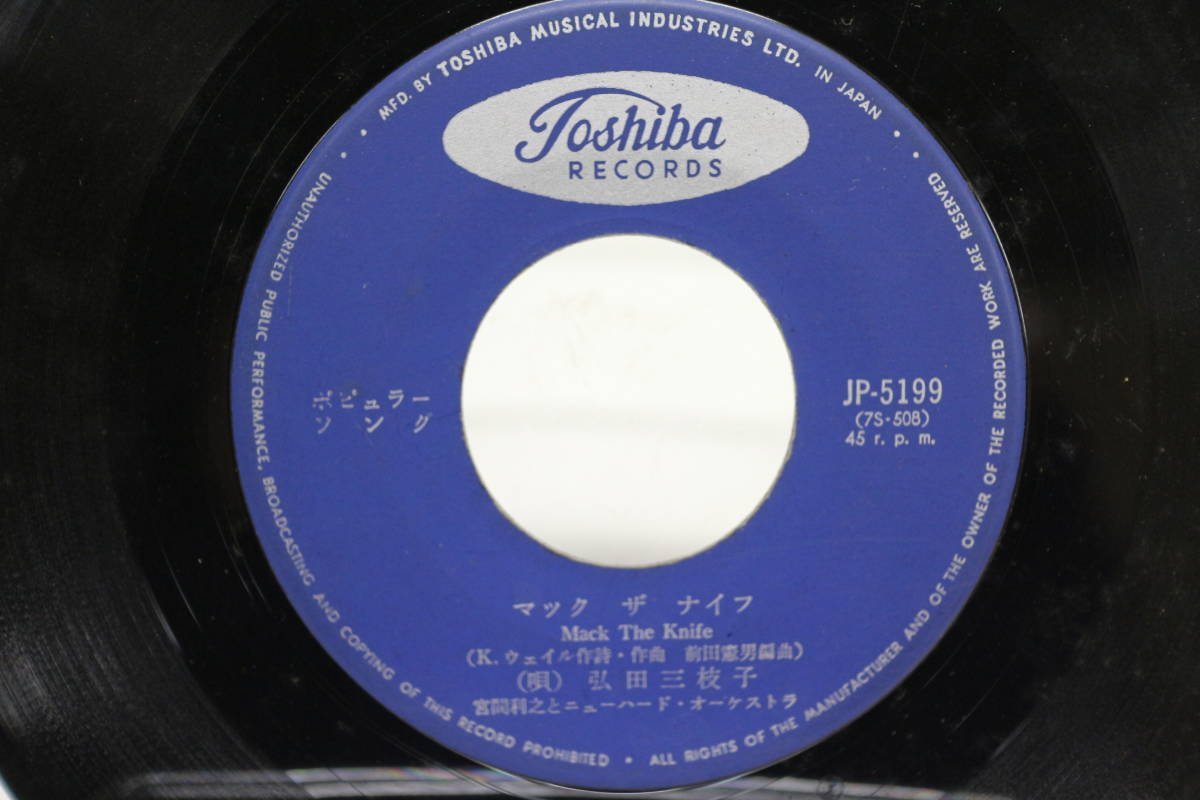 MFD. BY TOSHIBA MUSICAL INDUSTRIES LTD. IN JAPAN
Toshiba
RECORDS
ポピュラー
ソング
JP-5199
(7S-508)
45 r. p. m.
マック ザ ナイフ
Mack The Knife
(K. ウェイル作詩・作曲 前田憲男編曲)
(唄) 弘田三枝子
宮間利之とニューハード・オーケストラ
UNAUTHORIZED PUBLIC PERFORMANCE, BROADCASTING AND COPYING OF THIS RECORD PROHIBITED • ALL RIGHTS OF THE MANUFACTURER AND OF THE OWNER OF THE RECORDED WORK ARE RESERVED